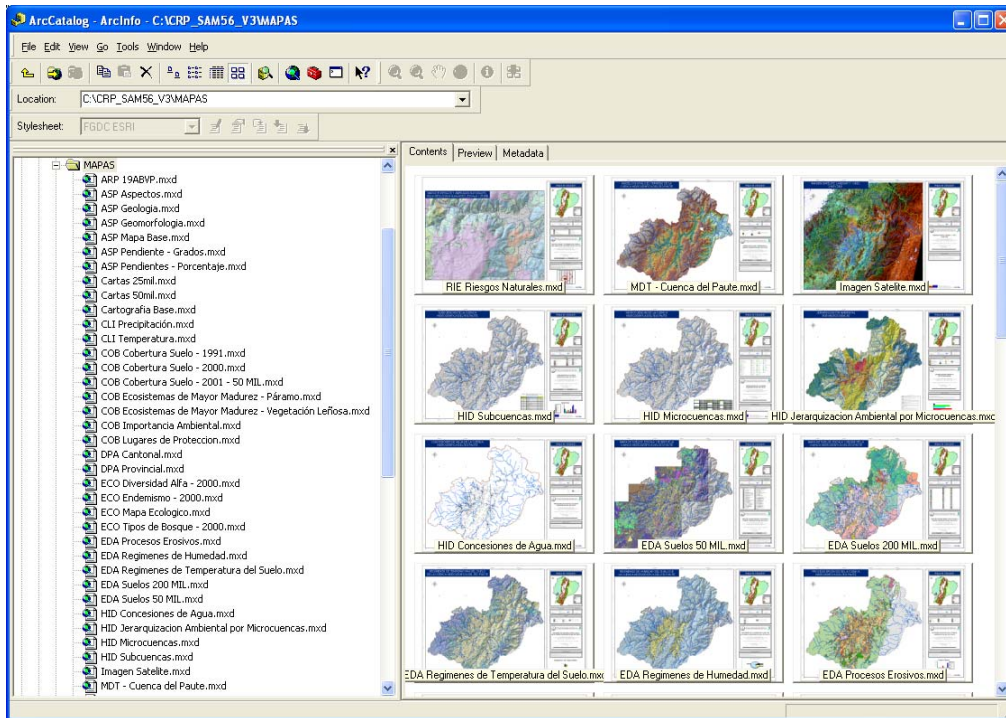 ArcCatalog - ArcInfo - C:\CRP_SAM56_V3\MAPAS
File Edit View Go Tools Window Help
Location: C:\CRP_SAM56_V3\MAPAS
Stylesheet: FGDC ESRI
Contents Preview Metadata
MAPAS
ARP 19ABVP.mxd
ASP Aspectos.mxd
ASP Geologia.mxd
ASP Geomorfologia.mxd
ASP Mapa Base.mxd
ASP Pendiente - Grados.mxd
ASP Pendientes - Porcentaje.mxd
Cartas 25mil.mxd
Cartas 50mil.mxd
Cartografia Base.mxd
CLI Precipitación.mxd
CLI Temperatura.mxd
COB Cobertura Suelo - 1991.mxd
COB Cobertura Suelo - 2000.mxd
COB Cobertura Suelo - 2001 - 50 MIL.mxd
COB Ecosistemas de Mayor Madurez - Páramo.mxd
COB Ecosistemas de Mayor Madurez - Vegetación Leñosa.mxd
COB Importancia Ambiental.mxd
COB Lugares de Proteccion.mxd
DPA Cantonal.mxd
DPA Provincial.mxd
ECO Diversidad Alfa - 2000.mxd
ECO Endemismo - 2000.mxd
ECO Mapa Ecologico.mxd
ECO Tipos de Bosque - 2000.mxd
EDA Procesos Erosivos.mxd
EDA Regimenes de Humedad.mxd
EDA Regimenes de Temperatura del Suelo.mxd
EDA Suelos 200 MIL.mxd
EDA Suelos 50 MIL.mxd
HID Concesiones de Agua.mxd
HID Jerarquizacion Ambiental por Microcuencas.mxd
HID Microcuencas.mxd
HID Subcuencas.mxd
Imagen Satelite.mxd
MDT - Cuenca del Paute.mxd
RIE Riesgos Naturales.mxd
MDT - Cuenca del Paute.mxd
Imagen Satelite.mxd
HID Subcuencas.mxd
HID Microcuencas.mxd
HID Jerarquizacion Ambiental por Microcuencas.mxd
HID Concesiones de Agua.mxd
EDA Suelos 50 MIL.mxd
EDA Suelos 200 MIL.mxd
EDA Regimenes de Temperatura del Suelo.mxd
EDA Regimenes de Humedad.mxd
EDA Procesos Erosivos.mxd